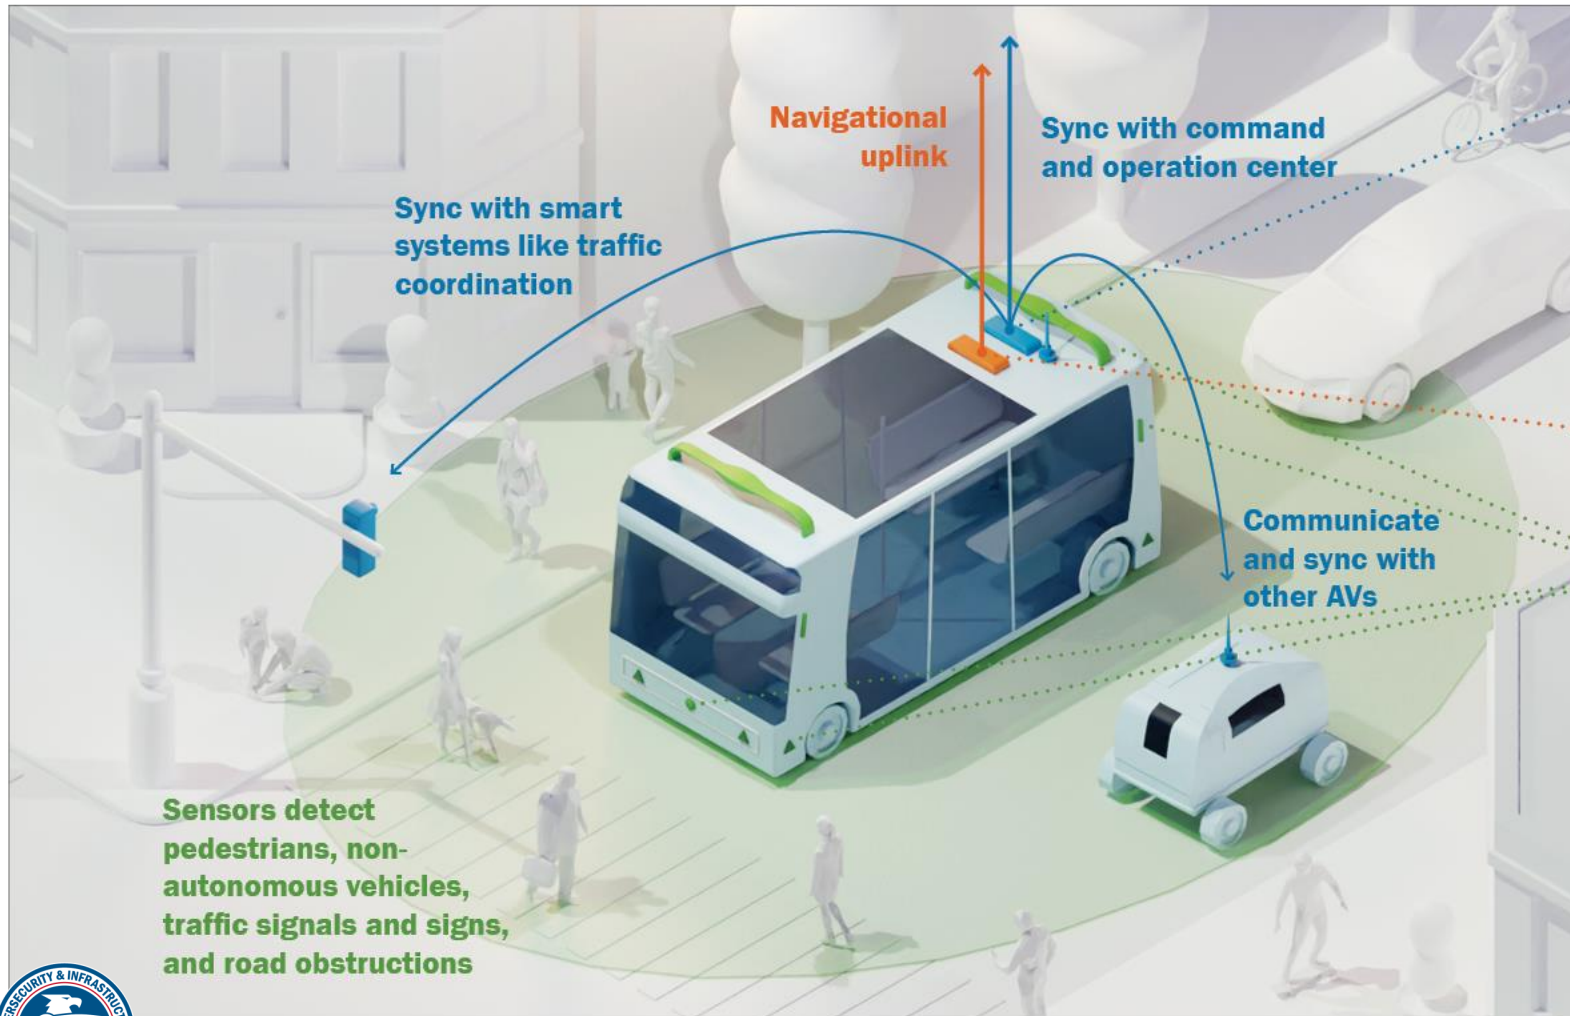 Navigational
uplink
Sync with command
and operation center
Sync with smart
systems like traffic
coordination
Communicate
and sync with
other AVs
Sensors detect
pedestrians, non-
autonomous vehicles,
traffic signals and signs,
and road obstructions
& INFRA